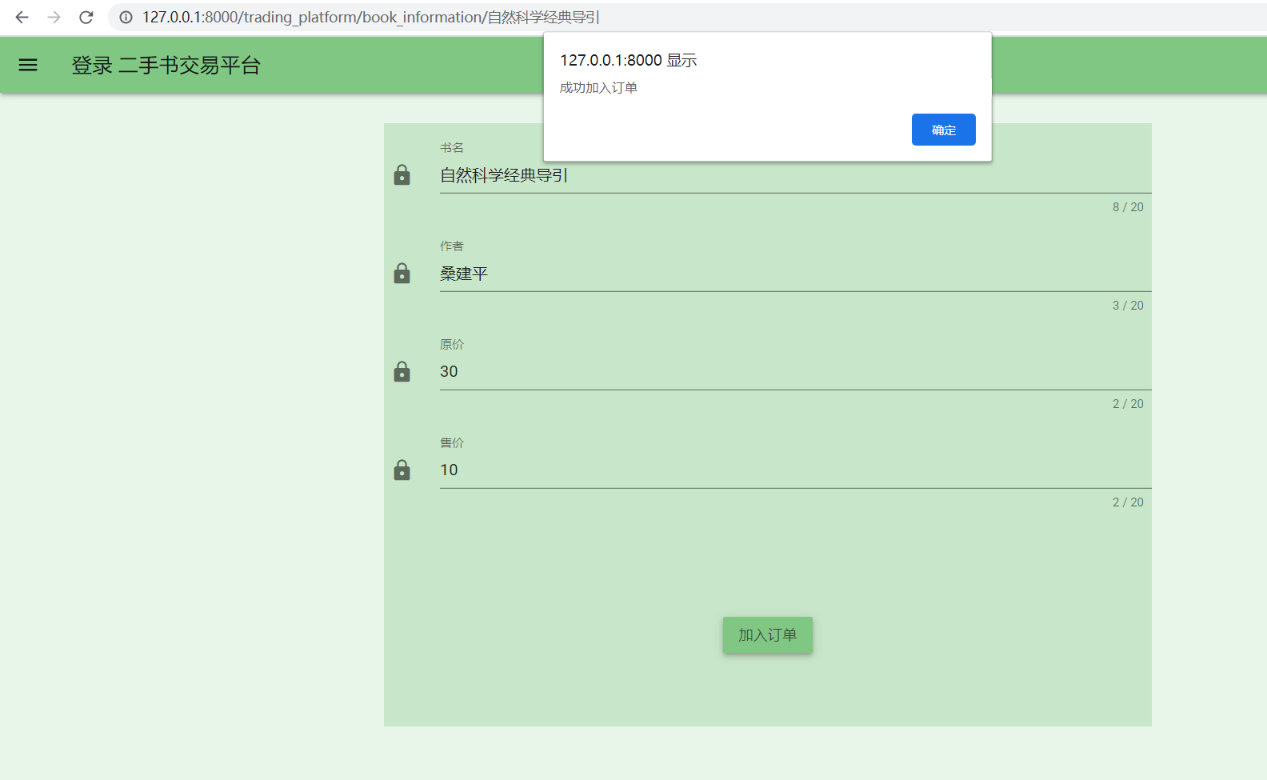 127.0.0.1:8000/trading_platform/book_information/自然科学经典导引
登录 二手书交易平台
127.0.0.1:8000 显示
成功加入订单
确定
书名
自然科学经典导引
8 / 20
作者
桑建平
3 / 20
原价
30
2 / 20
售价
10
2 / 20
加入订单